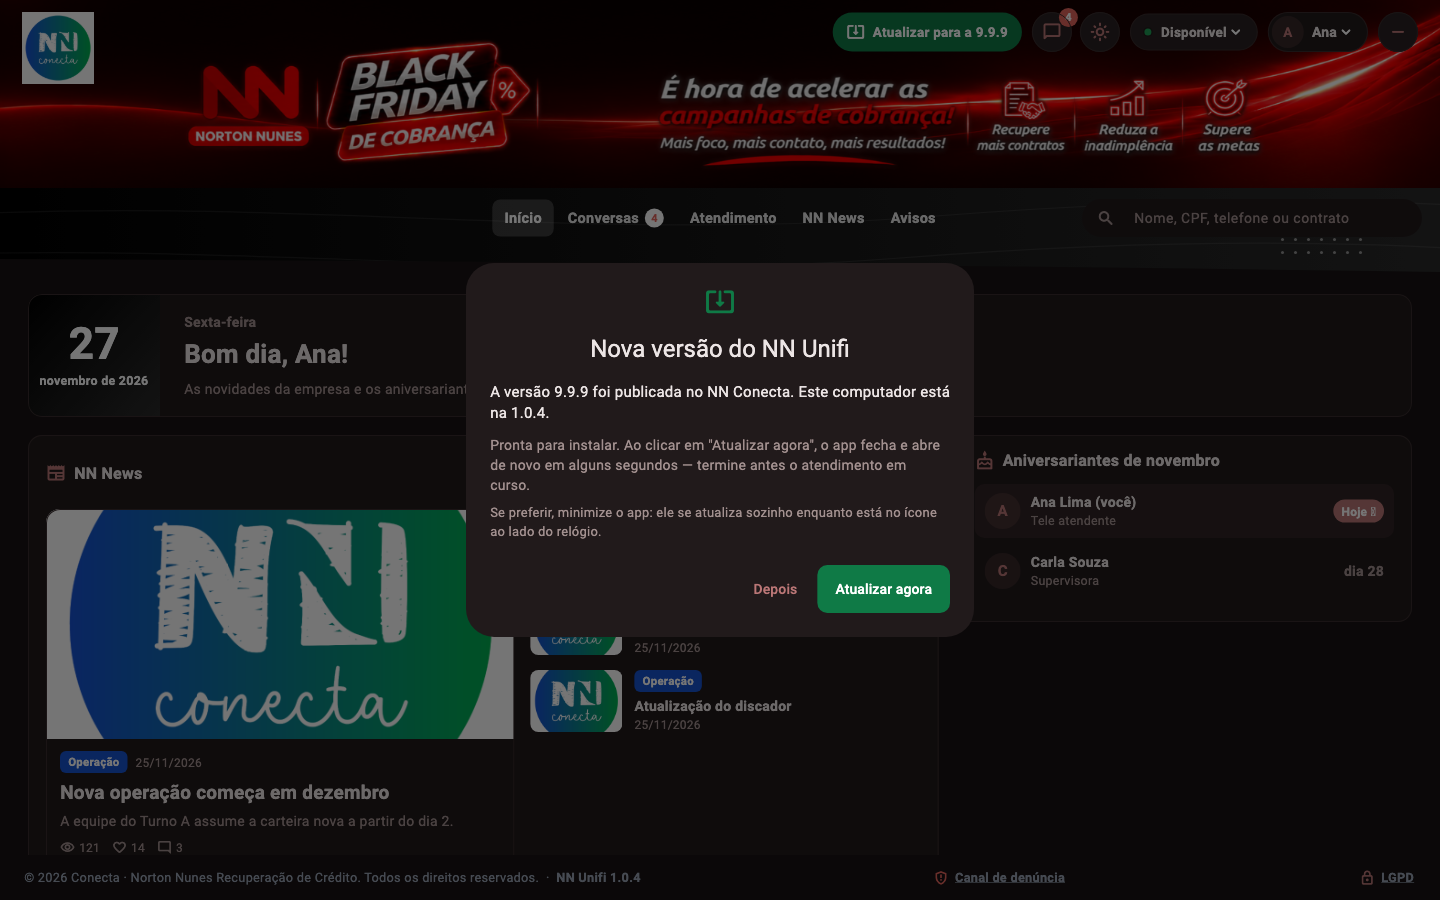 NN conecta
Atualizar para a 9.9.9
4
Disponível
A
Ana
NN
NORTON NUNES
BLACK
FRIDAY
%
DE COBRANÇA
É hora de acelerar as
campanhas de cobrança!
Mais foco, mais contato, mais resultados!
Recupere
mais contratos
Reduza a
inadimplência
Supere
as metas
Início
Conversas 4
Atendimento
NN News
Avisos
Nome, CPF, telefone ou contrato
27
novembro de 2026
Sexta-feira
Bom dia, Ana!
As novidades da empresa e os aniversariant
Nova versão do NN Unifi
A versão 9.9.9 foi publicada no NN Conecta. Este computador está
na 1.0.4.
Pronta para instalar. Ao clicar em "Atualizar agora", o app fecha e abre
de novo em alguns segundos — termine antes o atendimento em
curso.
Se preferir, minimize o app: ele se atualiza sozinho enquanto está no ícone
ao lado do relógio.
Depois
Atualizar agora
NN News
NN
conecta
Operação 25/11/2026
Nova operação começa em dezembro
A equipe do Turno A assume a carteira nova a partir do dia 2.
121 14 3
conecta
25/11/2026
NN
conecta
Operação
Atualização do discador
25/11/2026
Aniversariantes de novembro
A
Ana Lima (você)
Tele atendente
Hoje
C
Carla Souza
Supervisora
dia 28
© 2026 Conecta · Norton Nunes Recuperação de Crédito. Todos os direitos reservados. · NN Unifi 1.0.4
Canal de denúncia
LGPD